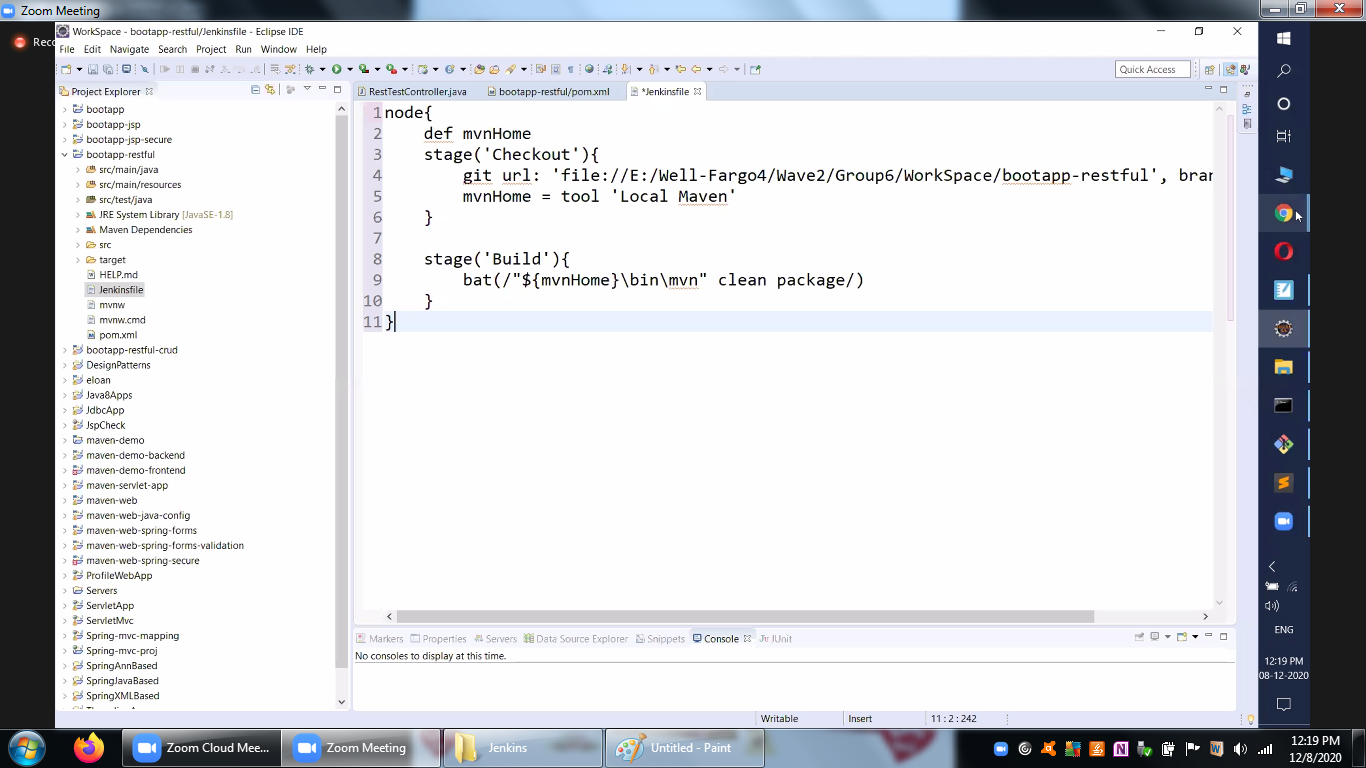 Zoom Meeting
Reco
WorkSpace - bootapp-restful/Jenkinsfile - Eclipse IDE
File Edit Navigate Search Project Run Window Help
Quick Access
Project Explorer
RestTestController.java
bootapp-restful/pom.xml
*Jenkinsfile
bootapp
bootapp-jsp
bootapp-jsp-secure
bootapp-restful
src/main/java
src/main/resources
src/test/java
JRE System Library [JavaSE-1.8]
Maven Dependencies
src
target
HELP.md
Jenkinsfile
mvnw
mvnw.cmd
pom.xml
bootapp-restful-crud
DesignPatterns
eloan
Java8Apps
JdbcApp
JspCheck
maven-demo
maven-demo-backend
maven-demo-frontend
maven-servlet-app
maven-web
maven-web-java-config
maven-web-spring-forms
maven-web-spring-forms-validation
maven-web-spring-secure
ProfileWebApp
Servers
ServletApp
ServletMvc
Spring-mvc-mapping
Spring-mvc-proj
SpringAnnBased
SpringJavaBased
SpringXMLBased
1 node{
2 def mvnHome
3 stage('Checkout'){
4 git url: 'file://E:/Well-Fargo4/Wave2/Group6/WorkSpace/bootapp-restful', bran
5 mvnHome = tool 'Local Maven'
6 }
7
8 stage('Build'){
9 bat(/"${mvnHome}\bin\mvn" clean package/)
10 }
11 }
Markers Properties Servers Data Source Explorer Snippets Console JUnit
No consoles to display at this time.
Writable Insert 11 : 2 : 242
ENG
12:19 PM
08-12-2020
Zoom Cloud Mee...
Zoom Meeting
Jenkins
Untitled - Paint
12:19 PM
12/8/2020